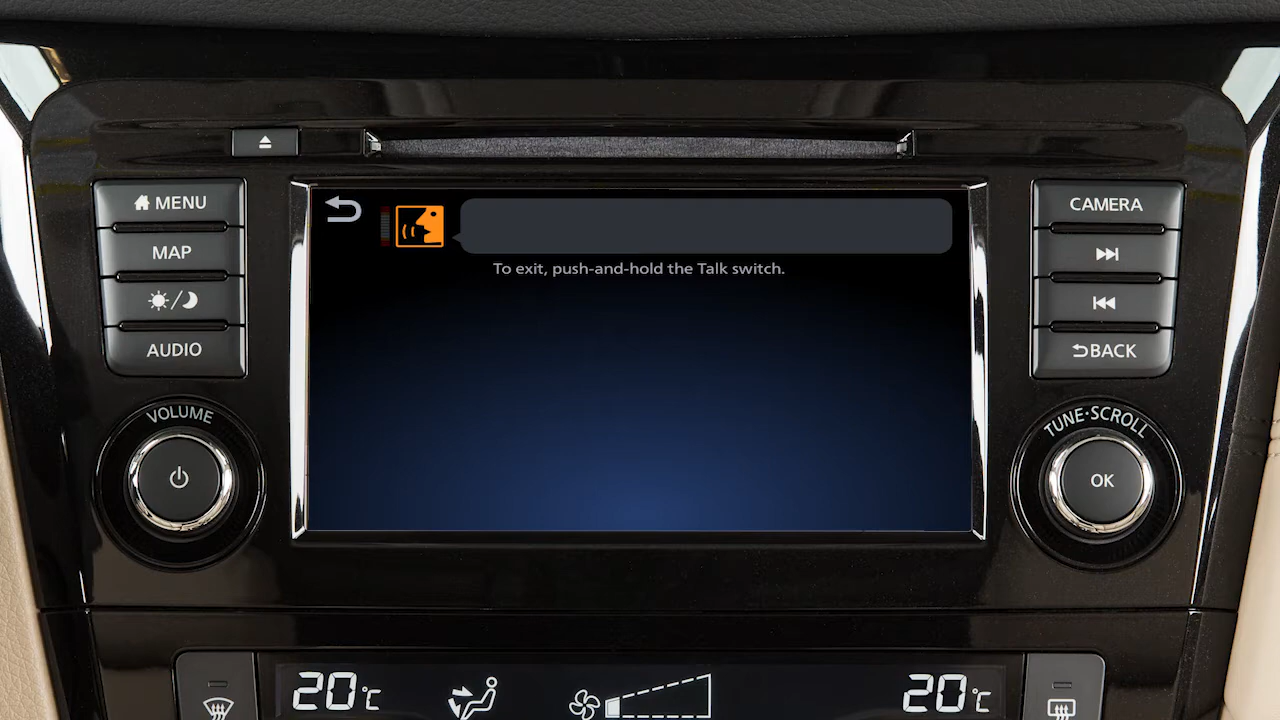 MENU
MAP
AUDIO
VOLUME
To exit, push-and-hold the Talk switch.
CAMERA
BACK
TUNE·SCROLL
OK
20°C
20°C